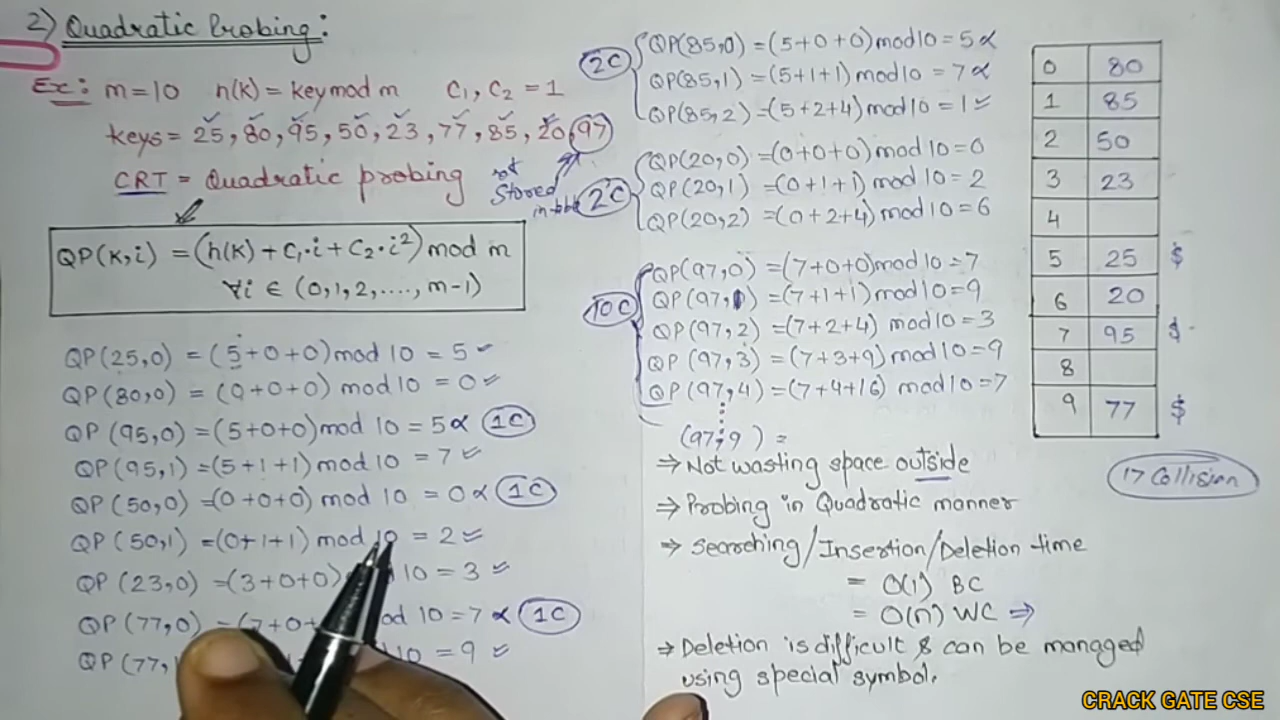 2) Quadratic Probing:
Ex: m=10 h(k)=key mod m C₁, C₂ = 1
keys = 25, 80, 95, 50, 23, 77, 85, 20, 97
CRT = Quadratic probing
not
Stored
QP(K,i) = (h(K) + C₁·i + C₂·i²) mod m
∀i ∈ (0,1,2,....,m-1)
QP(25,0) = (5+0+0) mod 10 = 5 ✓
QP(80,0) = (0+0+0) mod 10 = 0 ✓
QP(95,0) = (5+0+0) mod 10 = 5 x 1C
QP(95,1) = (5+1+1) mod 10 = 7 ✓
QP(50,0) = (0+0+0) mod 10 = 0 x 1C
QP(50,1) = (0+1+1) mod 10 = 2 ✓
QP(23,0) = (3+0+0) 10 = 3 ✓
QP(77,0) = (7+0+ mod 10 = 7 x 1C
QP(77, 10 = 9 ✓
2C
QP(85,0) = (5+0+0) mod 10 = 5 x
QP(85,1) = (5+1+1) mod 10 = 7 x
QP(85,2) = (5+2+4) mod 10 = 1 ✓
2C
QP(20,0) = (0+0+0) mod 10 = 0
QP(20,1) = (0+1+1) mod 10 = 2
QP(20,2) = (0+2+4) mod 10 = 6
10C
QP(97,0) = (7+0+0) mod 10 = 7
QP(97, ) = (7+1+1) mod 10 = 9
QP(97,2) = (7+2+4) mod 10 = 3
QP(97,3) = (7+3+9) mod 10 = 9
QP(97,4) = (7+4+16) mod 10 = 7
(97,9) =
⇒ Not wasting space outside
⇒ Probing in Quadratic manner
⇒ Searching/Insertion/Deletion time
= O(1) BC
= O(n) WC ⇒
→ Deletion is difficult & can be managed
using special symbol.
0 80
1 85
2 50
3 23
4
5 25 $
6 20
7 95 $
8
9 77 $
17 Collision
CRACK GATE CSE